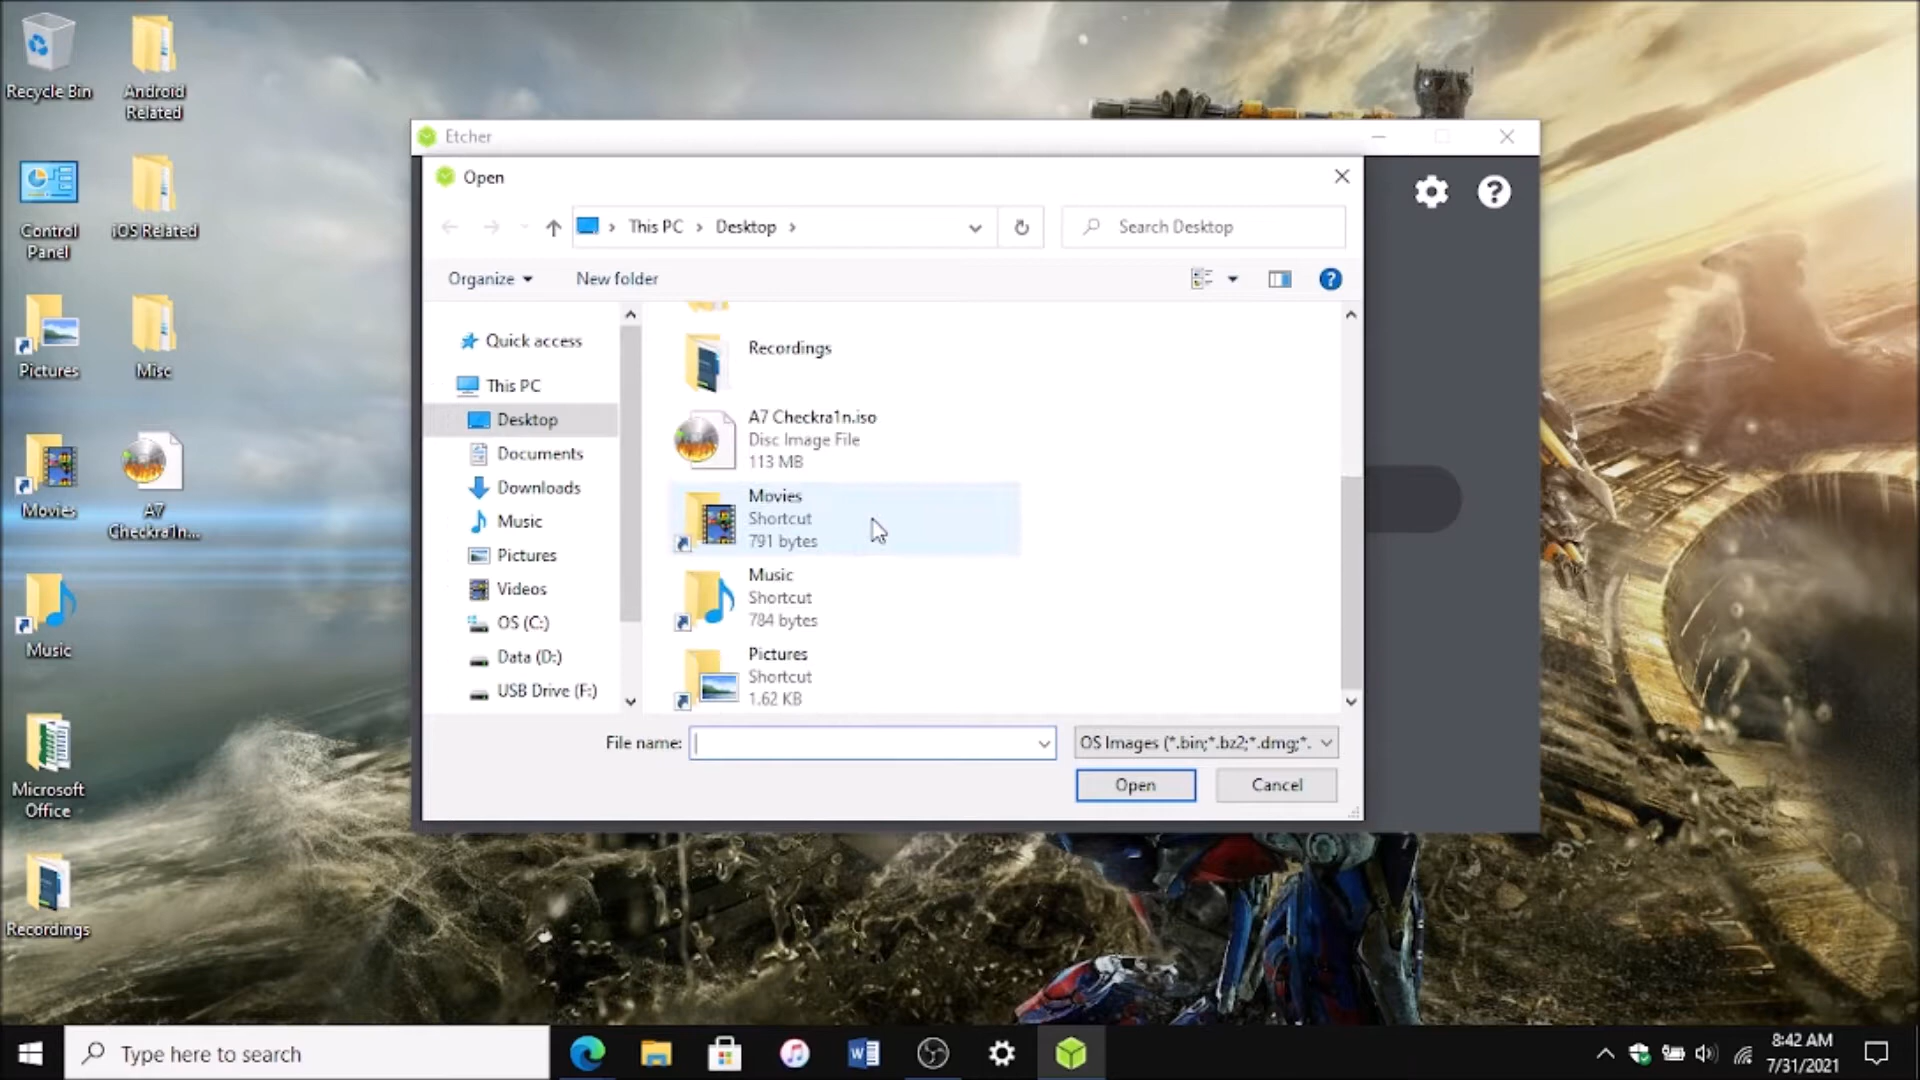 Recycle Bin
Android
Related
Control
Panel
iOS Related
Pictures
Misc
Movies
A7
Checkra1n...
Music
Microsoft
Office
Recordings
Etcher
Open
This PC
Desktop
Search Desktop
Organize
New folder
Quick access
This PC
Desktop
Documents
Downloads
Music
Pictures
Videos
OS (C:)
Data (D:)
USB Drive (F:)
Recordings
A7 Checkra1n.iso
Disc Image File
113 MB
Movies
Shortcut
791 bytes
Music
Shortcut
784 bytes
Pictures
Shortcut
1.62 KB
File name:
OS Images (*.bin;*.bz2;*.dmg;*.
Open
Cancel
Type here to search
8:42 AM
7/31/2021